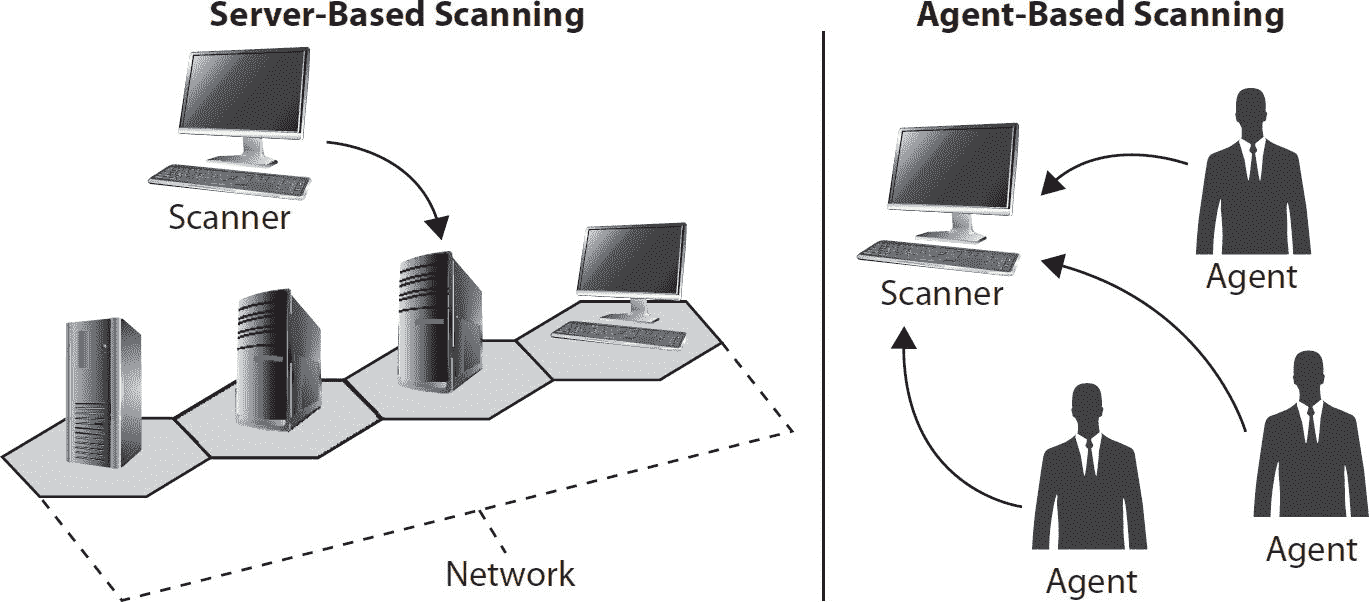 Server-Based Scanning
Scanner
Network
Agent-Based Scanning
Scanner
Agent
Agent
Agent